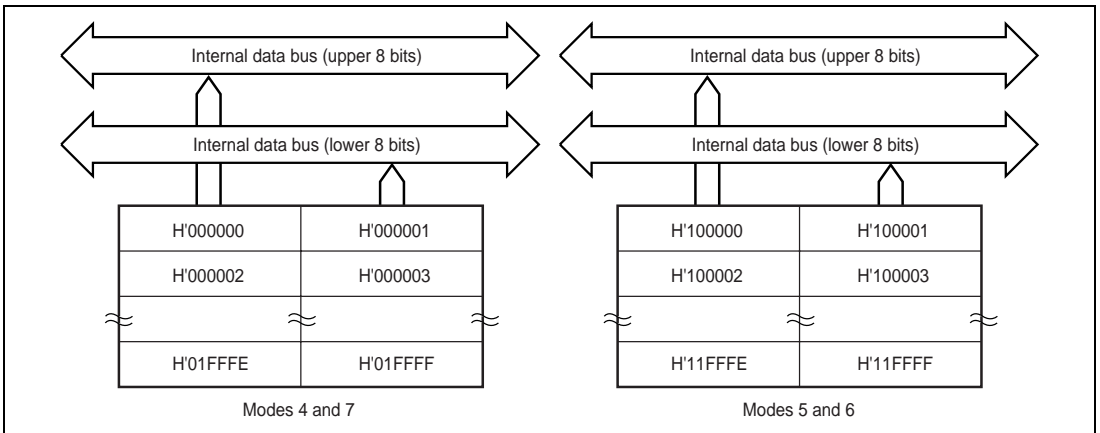 Internal data bus (upper 8 bits)
Internal data bus (lower 8 bits)
H'000000 H'000001
H'000002 H'000003
H'01FFFE H'01FFFF
Modes 4 and 7
Internal data bus (upper 8 bits)
Internal data bus (lower 8 bits)
H'100000 H'100001
H'100002 H'100003
H'11FFFE H'11FFFF
Modes 5 and 6